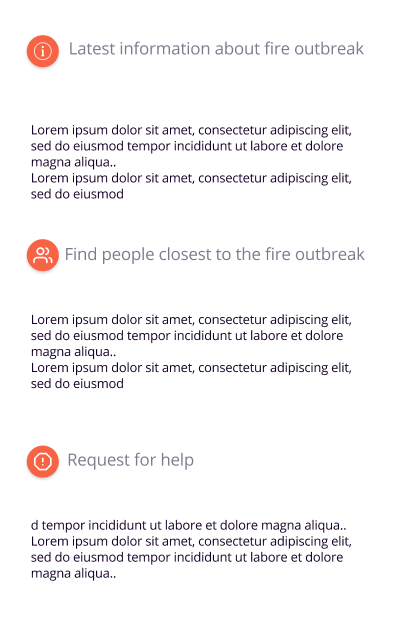 Latest information about fire outbreak
Lorem ipsum dolor sit amet, consectetur adipiscing elit,
sed do eiusmod tempor incididunt ut labore et dolore
magna aliqua..
Lorem ipsum dolor sit amet, consectetur adipiscing elit,
sed do eiusmod
Find people closest to the fire outbreak
Lorem ipsum dolor sit amet, consectetur adipiscing elit,
sed do eiusmod tempor incididunt ut labore et dolore
magna aliqua..
Lorem ipsum dolor sit amet, consectetur adipiscing elit,
sed do eiusmod
Request for help
d tempor incididunt ut labore et dolore magna aliqua..
Lorem ipsum dolor sit amet, consectetur adipiscing elit,
sed do eiusmod tempor incididunt ut labore et dolore
magna aliqua..